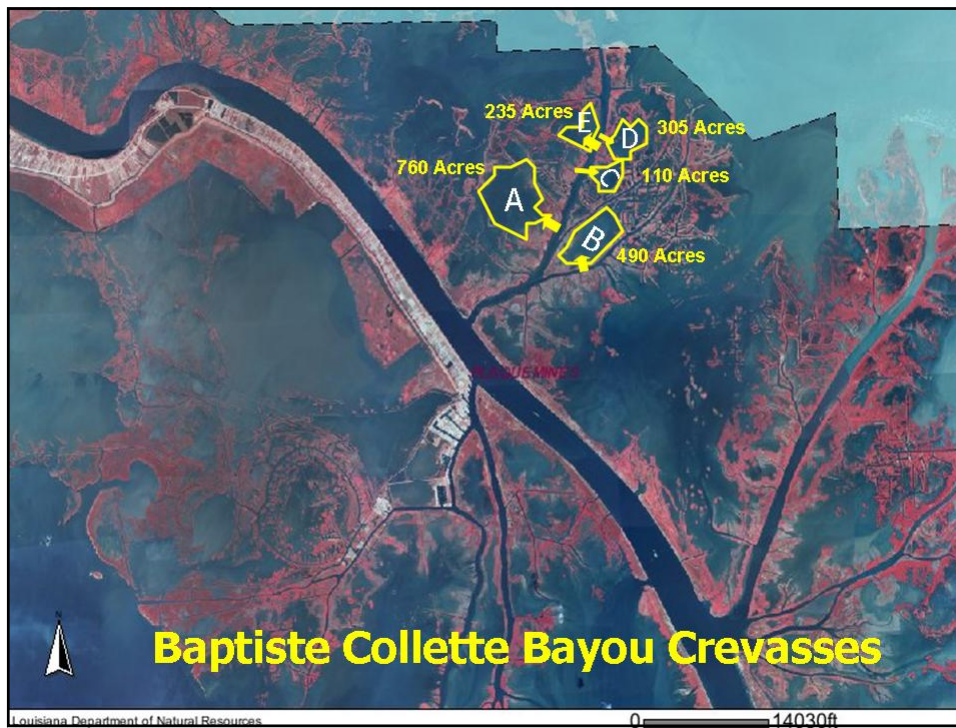 235 Acres
E
D
305 Acres
760 Acres
C
110 Acres
A
B
490 Acres
PLAQUEMINES
N
Baptiste Collette Bayou Crevasses
Louisiana Department of Natural Resources
0 14030ft